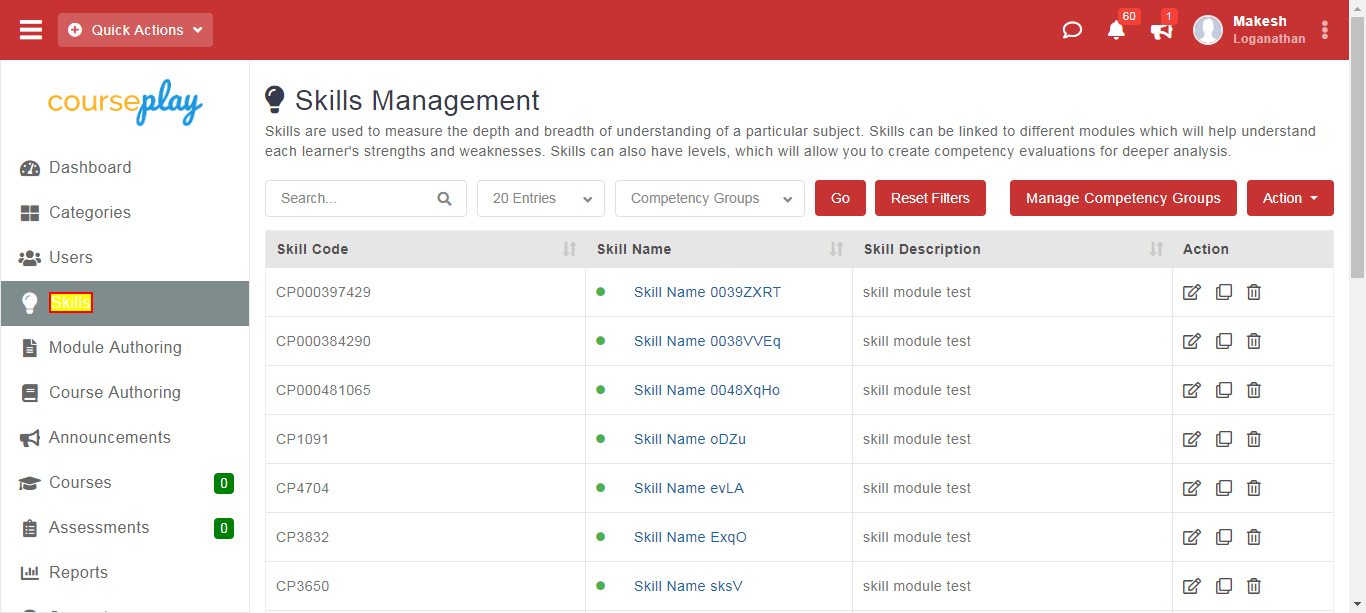 Quick Actions
60
1
Makesh
Loganathan
courseplay
Dashboard
Categories
Users
Skills
Module Authoring
Course Authoring
Announcements
Courses 0
Assessments 0
Reports
Skills Management
Skills are used to measure the depth and breadth of understanding of a particular subject. Skills can be linked to different modules which will help understand
each learner's strengths and weaknesses. Skills can also have levels, which will allow you to create competency evaluations for deeper analysis.
Search... 20 Entries Competency Groups Go Reset Filters Manage Competency Groups Action
Skill Code Skill Name Skill Description Action
CP000397429 Skill Name 0039ZXRT skill module test
CP000384290 Skill Name 0038VVEq skill module test
CP000481065 Skill Name 0048XqHo skill module test
CP1091 Skill Name oDZu skill module test
CP4704 Skill Name evLA skill module test
CP3832 Skill Name ExqO skill module test
CP3650 Skill Name sksV skill module test